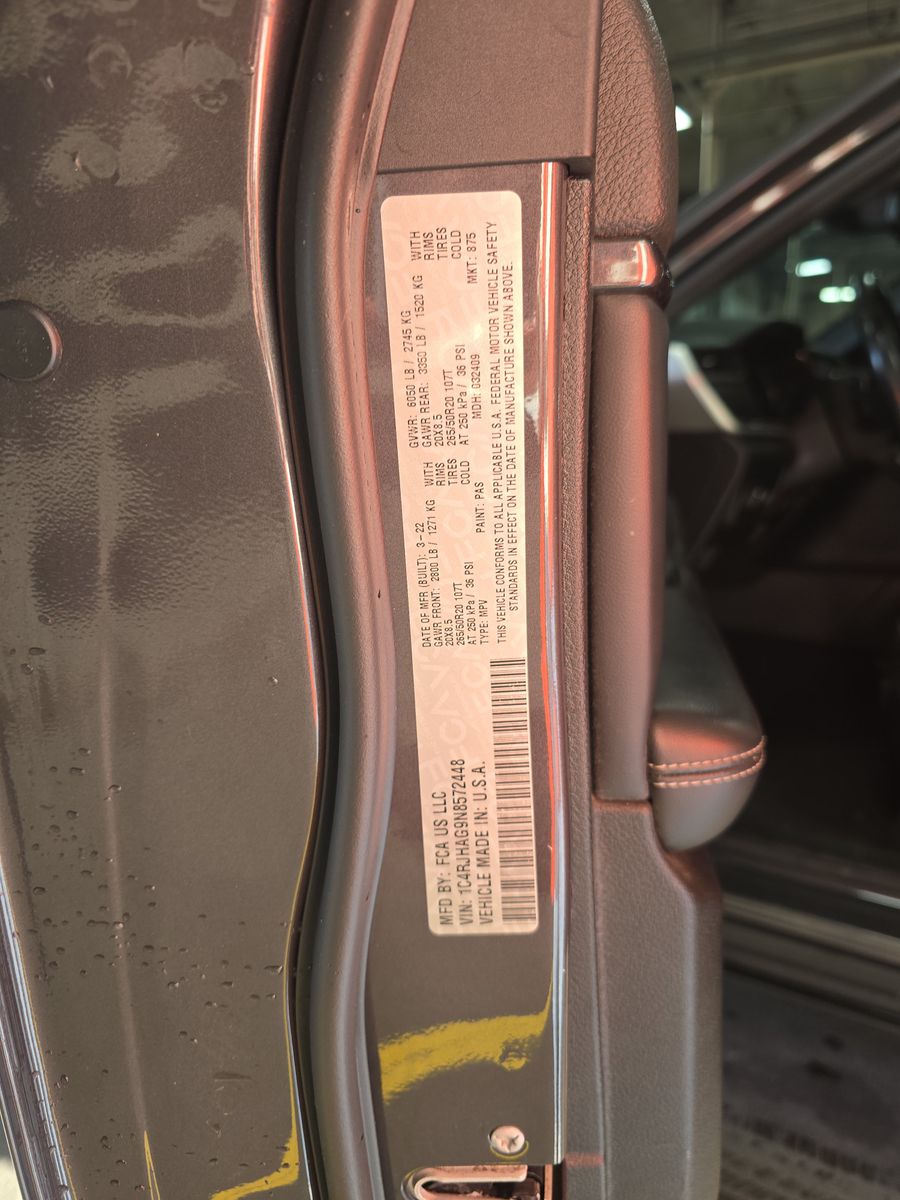 MFD BY: FCA US LLC
VIN: 1C4RJHAG9N8572448
VEHICLE MADE IN: U.S.A.
DATE OF MFR (BUILT): 3-22
GAWR FRONT: 2800 LB / 1271 KG WITH
20X8.5 RIMS
265/50R20 107T TIRES
AT 250 kPa / 36 PSI COLD
TYPE: MPV PAINT: PAS
GVWR: 6050 LB / 2745 KG
GAWR REAR: 3350 LB / 1520 KG WITH
20X8.5 RIMS
265/50R20 107T TIRES
AT 250 kPa / 36 PSI COLD
MDH: 032409 MKT: 875
THIS VEHICLE CONFORMS TO ALL APPLICABLE U.S.A. FEDERAL MOTOR VEHICLE SAFETY
STANDARDS IN EFFECT ON THE DATE OF MANUFACTURE SHOWN ABOVE.